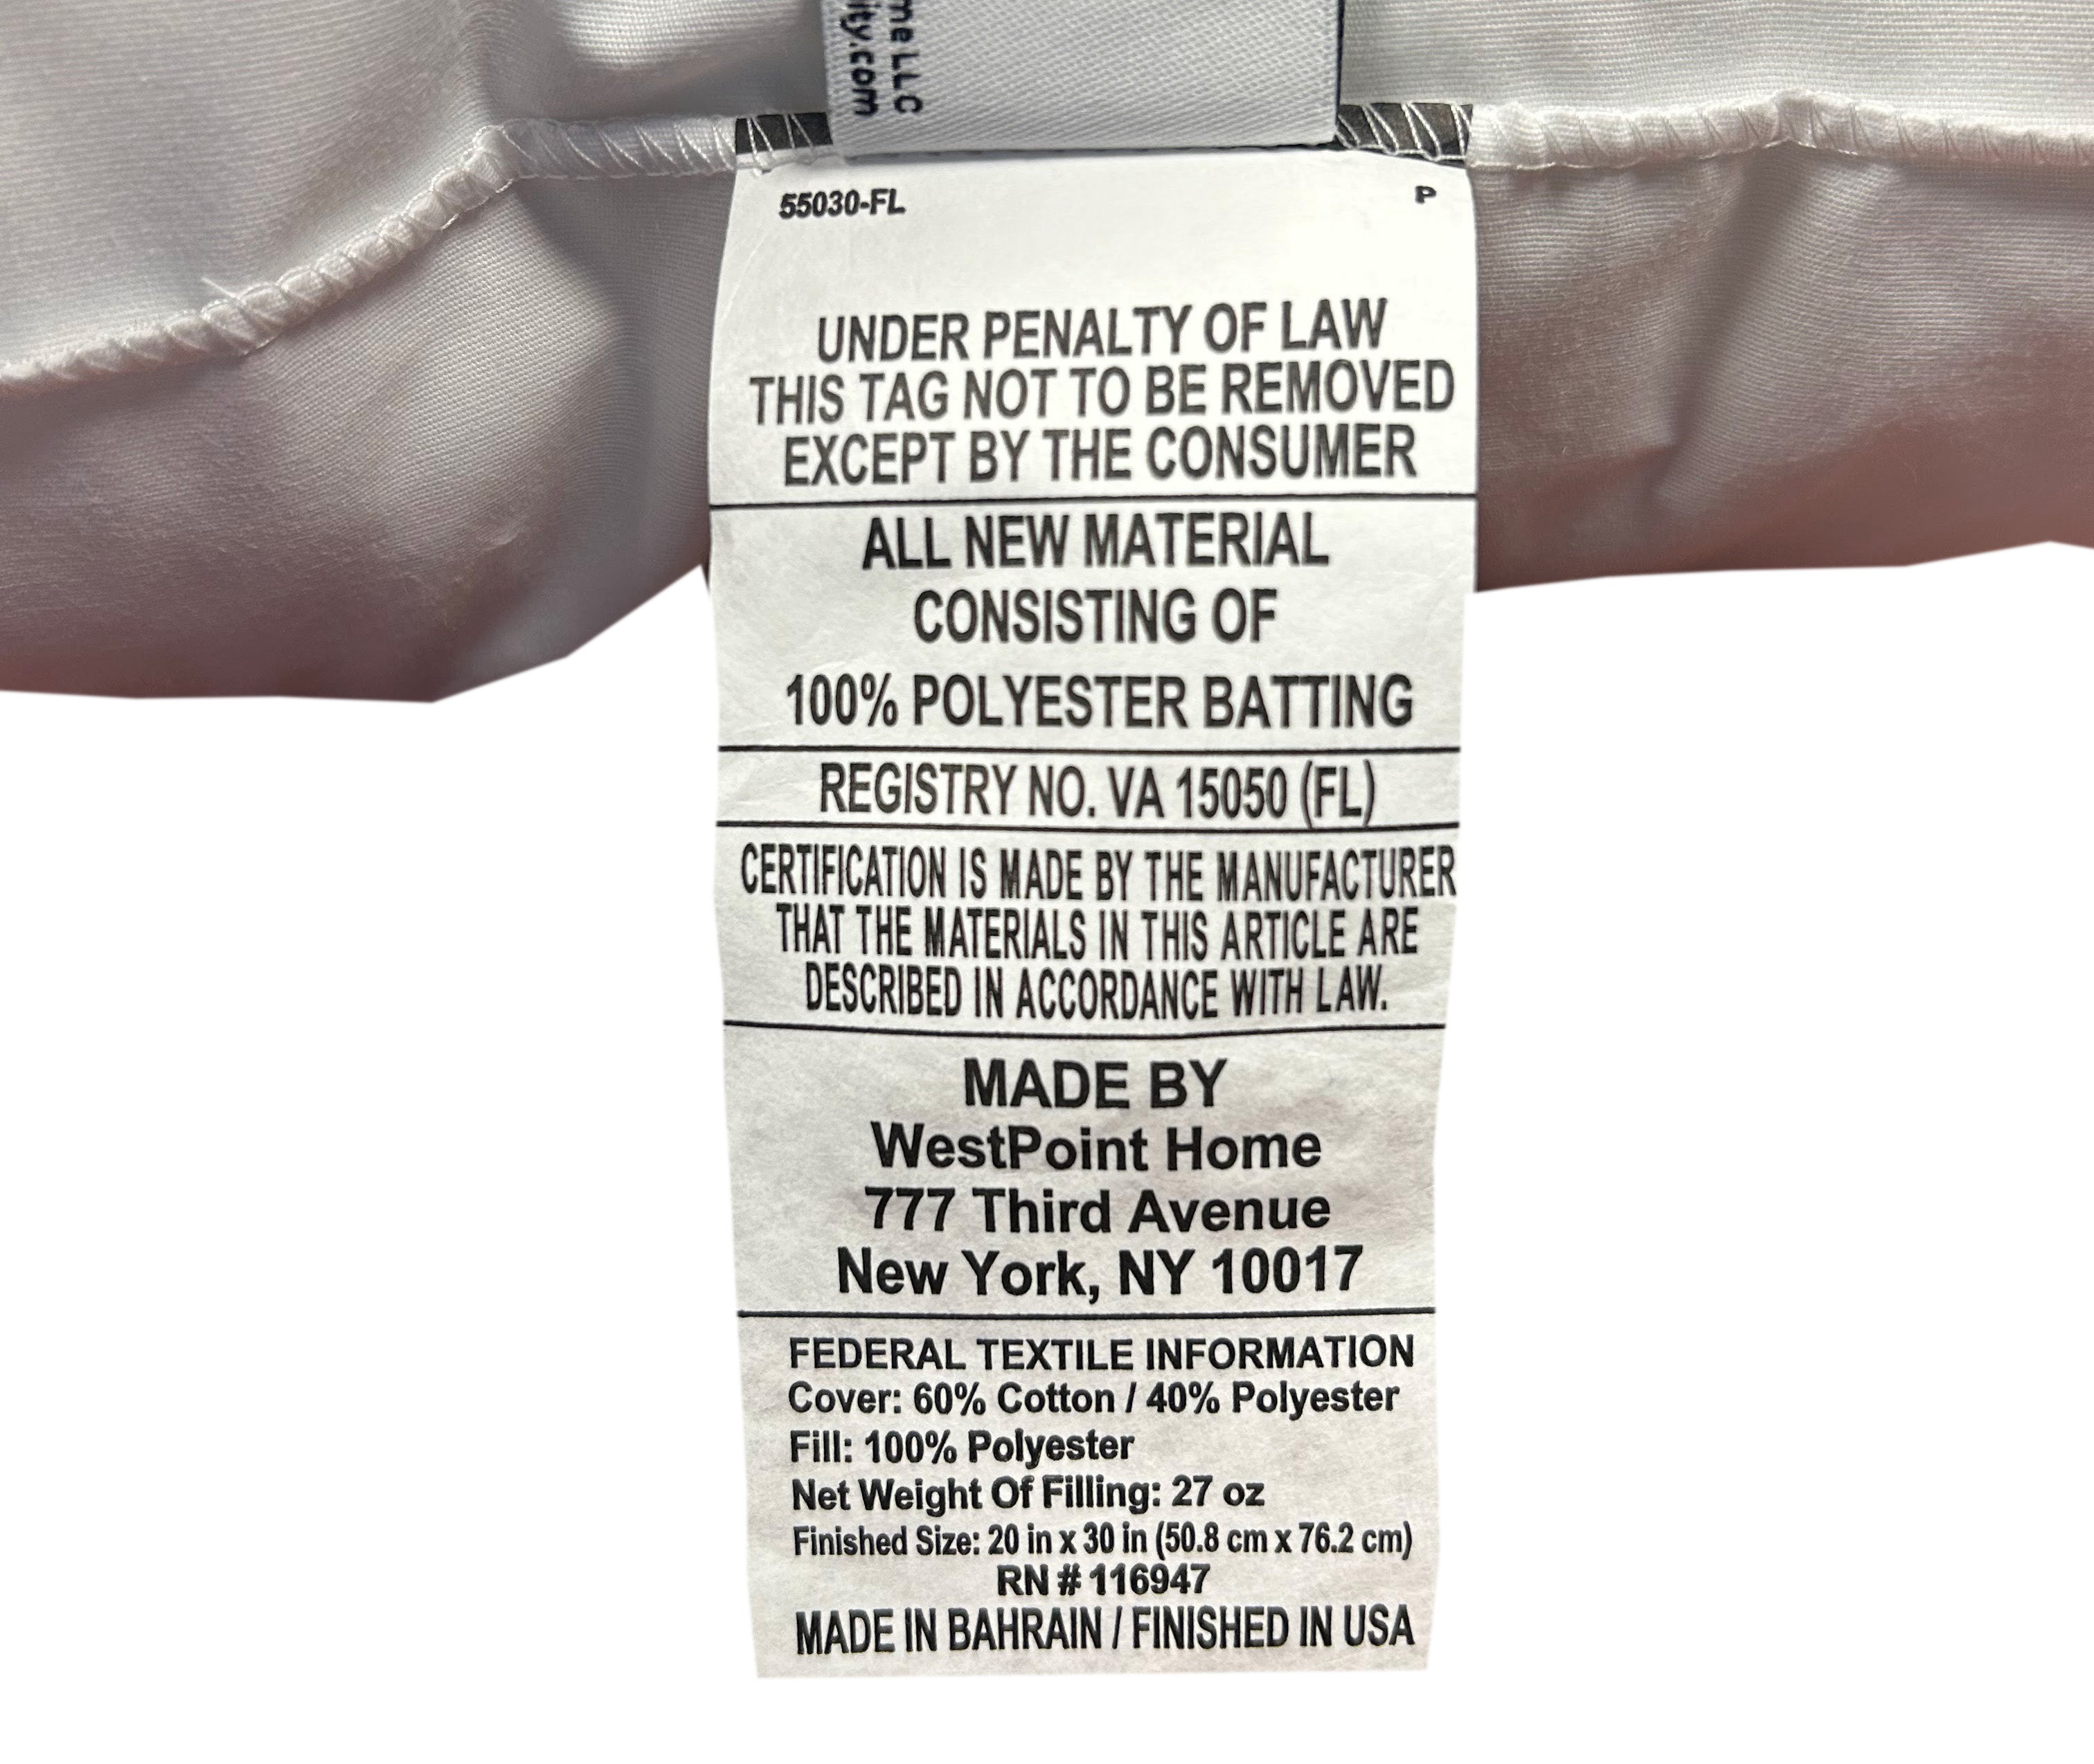 me LLC
ity.com
55030-FL P
UNDER PENALTY OF LAW
THIS TAG NOT TO BE REMOVED
EXCEPT BY THE CONSUMER
ALL NEW MATERIAL
CONSISTING OF
100% POLYESTER BATTING
REGISTRY NO. VA 15050 (FL)
CERTIFICATION IS MADE BY THE MANUFACTURER
THAT THE MATERIALS IN THIS ARTICLE ARE
DESCRIBED IN ACCORDANCE WITH LAW.
MADE BY
WestPoint Home
777 Third Avenue
New York, NY 10017
FEDERAL TEXTILE INFORMATION
Cover: 60% Cotton / 40% Polyester
Fill: 100% Polyester
Net Weight Of Filling: 27 oz
Finished Size: 20 in x 30 in (50.8 cm x 76.2 cm)
RN # 116947
MADE IN BAHRAIN / FINISHED IN USA